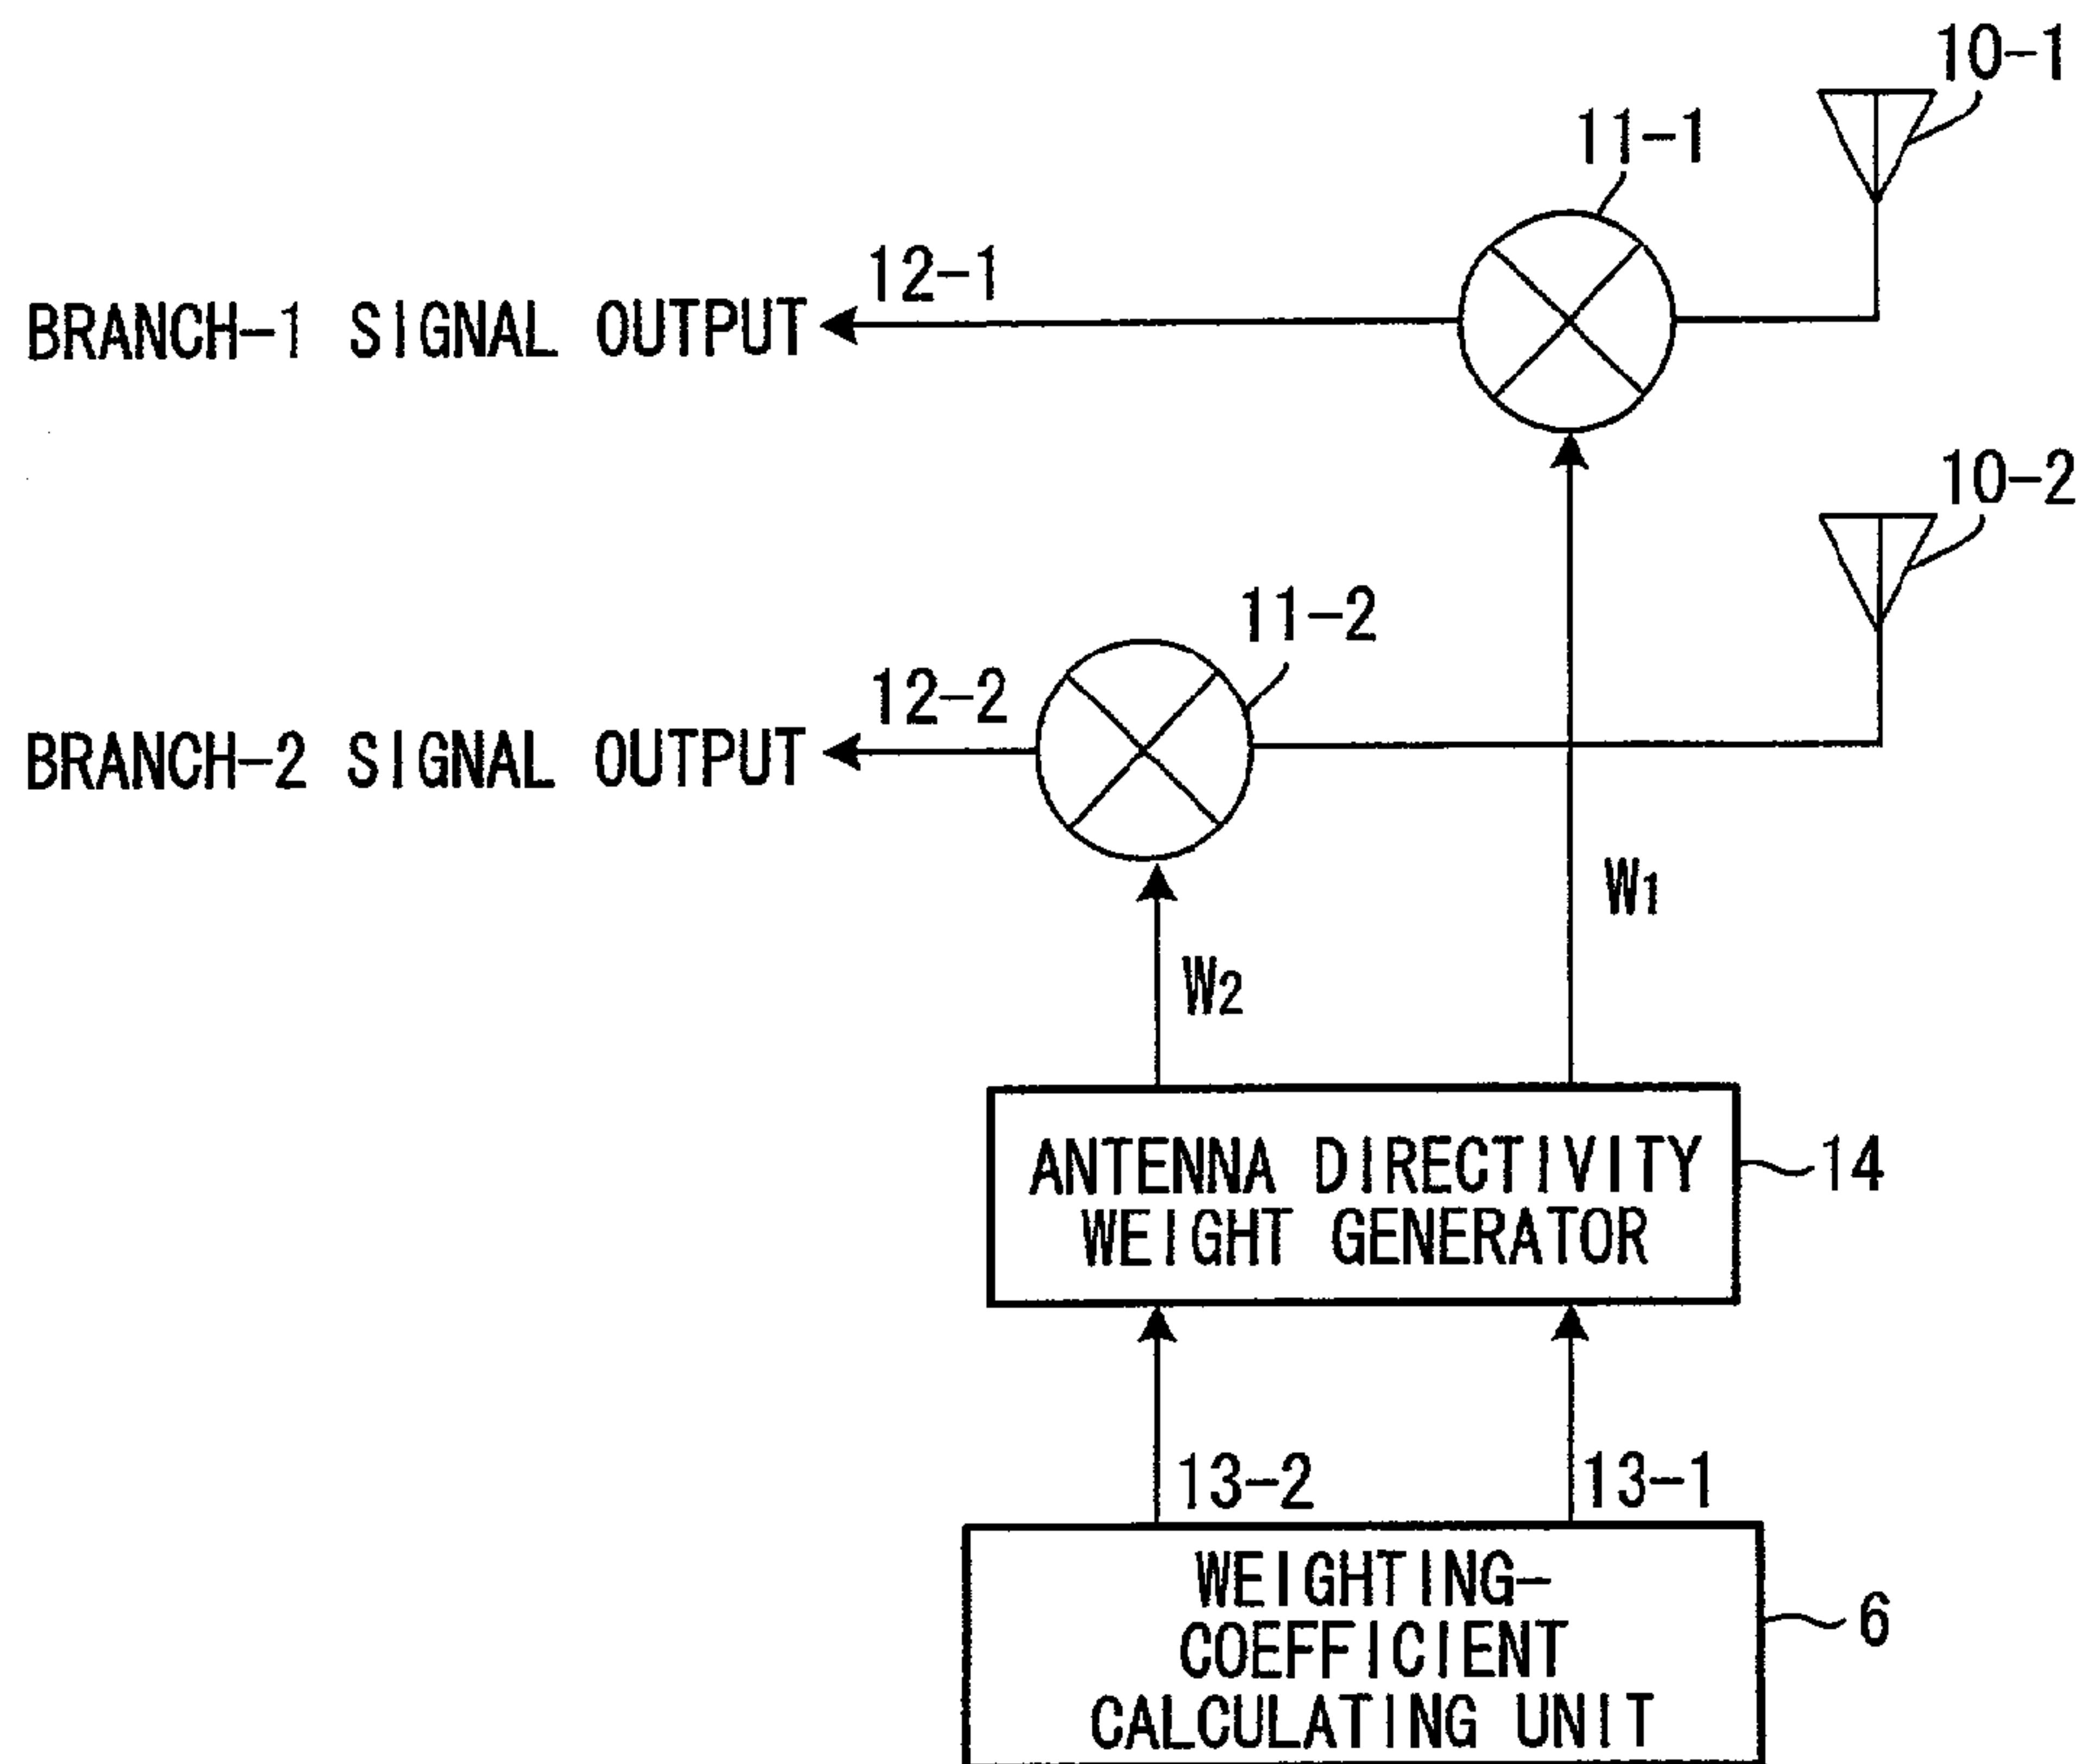 10-1
11-1
12-1
BRANCH-1 SIGNAL OUTPUT
10-2
11-2
12-2
BRANCH-2 SIGNAL OUTPUT
W1
W2
ANTENNA DIRECTIVITY
WEIGHT GENERATOR
14
13-2
13-1
WEIGHTING-
COEFFICIENT
CALCULATING UNIT
6